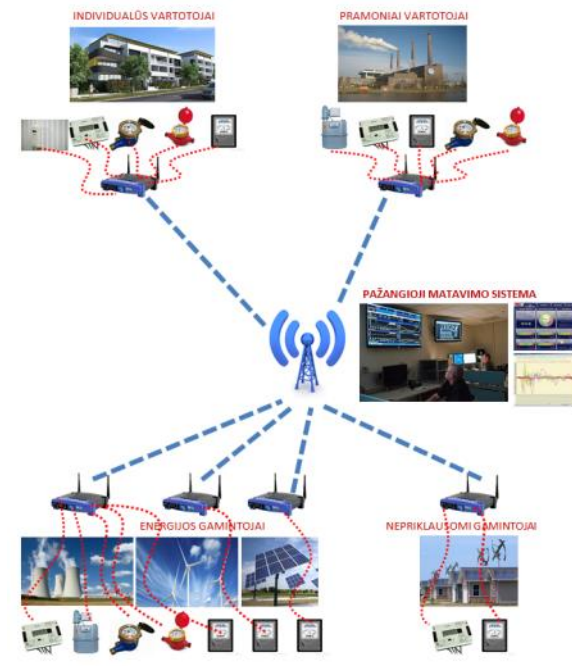 INDIVIDUALŪS VARTOTOJAI
PRAMONIAI VARTOTOJAI
PAŽANGIOJI MATAVIMO SISTEMA
ENERGIJOS GAMINTOJAI
NEPRIKLAUSOMI GAMINTOJAI